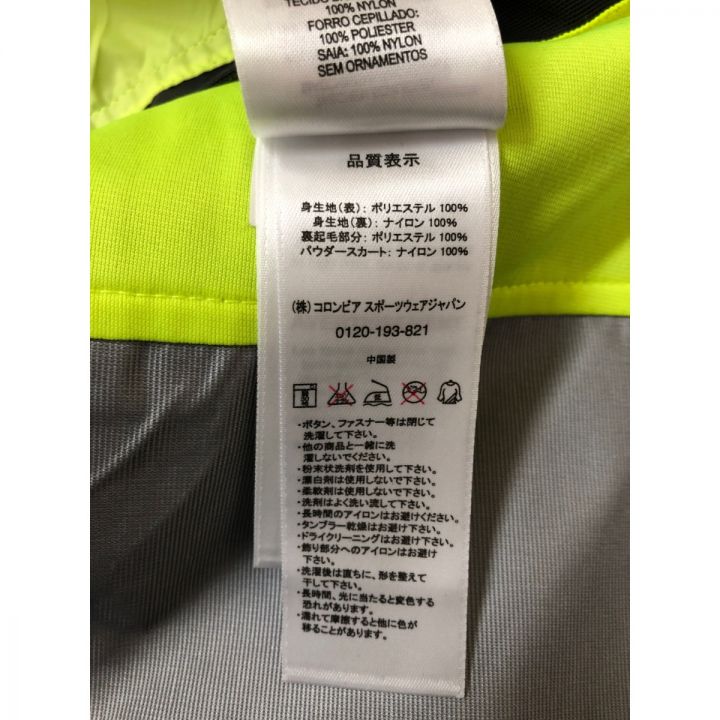 100% NYLON
FORRO CEPILLADO:
100% POLIESTER
SAIA: 100% NYLON
SEM ORNAMENTOS
品質表示
身生地(表): ポリエステル 100%
身生地(裏): ナイロン 100%
裏起毛部分: ポリエステル 100%
パウダースカート: ナイロン 100%
(株) コロンビア スポーツウェアジャパン
0120-193-821
中国製
・ボタン、ファスナー等は閉じて
洗濯して下さい。
・他の商品と一緒に洗
濯しないでください。
・粉末状洗剤を使用して下さい。
・漂白剤は使用しないで下さい。
・柔軟剤は使用しないで下さい。
・洗剤はよく洗い流して下さい。
・長時間のアイロンはお避けください。
・タンブラー乾燥はお避け下さい。
・ドライクリーニングはお避け下さい。
・飾り部分へのアイロンはお避け
下さい。
・洗濯後は直ちに、形を整えて
干して下さい。
・長時間、光に当たると変色する
恐れがあります。
・濡れて摩擦すると他に色が
移ることがあります。